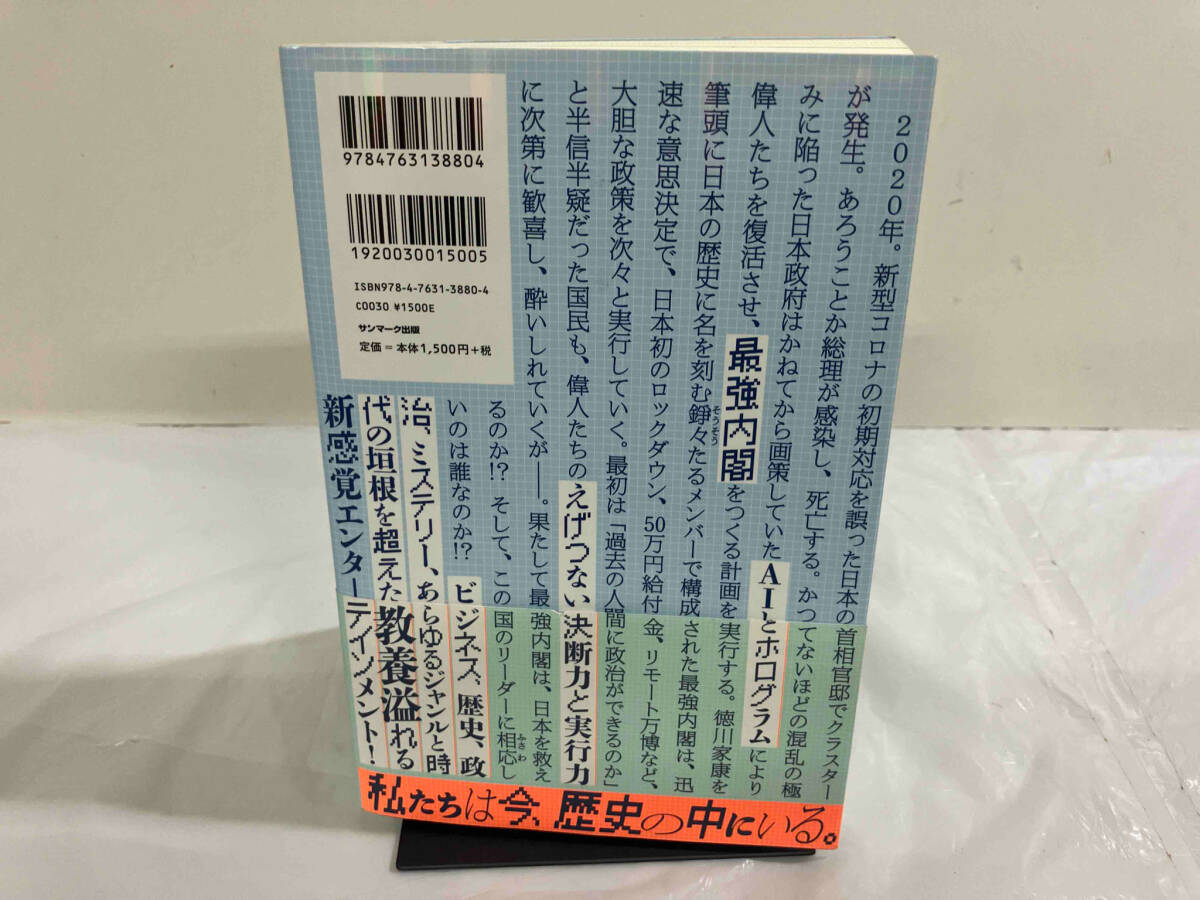 2020年。新型コロナの初期対応を誤った日本の首相官邸でクラスター
が発生。あろうことか総理が感染し、死亡する。かつてないほどの混乱の極
みに陥った日本政府はかねてから画策していたAIとホログラムにより
偉人たちを復活させ、最強内閣をつくる計画を実行する。徳川家康を
筆頭に日本の歴史に名を刻む錚々たるメンバーで構成された最強内閣は、迅
そうそう
速な意思決定で、日本初のロックダウン、50万円給付金、リモート万博など、
大胆な政策を次々と実行していく。最初は「過去の人間に政治ができるのか」
と半信半疑だった国民も、偉人たちのえげつない決断力と実行力
に次第に歓喜し、酔いしれていくが――。果たして最強内閣は、日本を救え
るのか!? そして、この国のリーダーに相応し
ふさわ
いのは誰なのか!? ビジネス、歴史、政
治、ミステリー、あらゆるジャンルと時
代の垣根を超えた教養溢れる
新感覚エンターテインメント!
9784763138804
1920030015005
ISBN978-4-7631-3880-4
C0030 ¥1500E
サンマーク出版
定価=本体1,500円+税
私たちは今、歴史の中にいる。